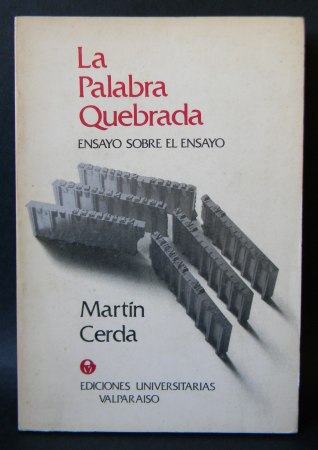 La
Palabra
Quebrada
ENSAYO SOBRE EL ENSAYO
Martín
Cerda
EDICIONES UNIVERSITARIAS
VALPARAISO